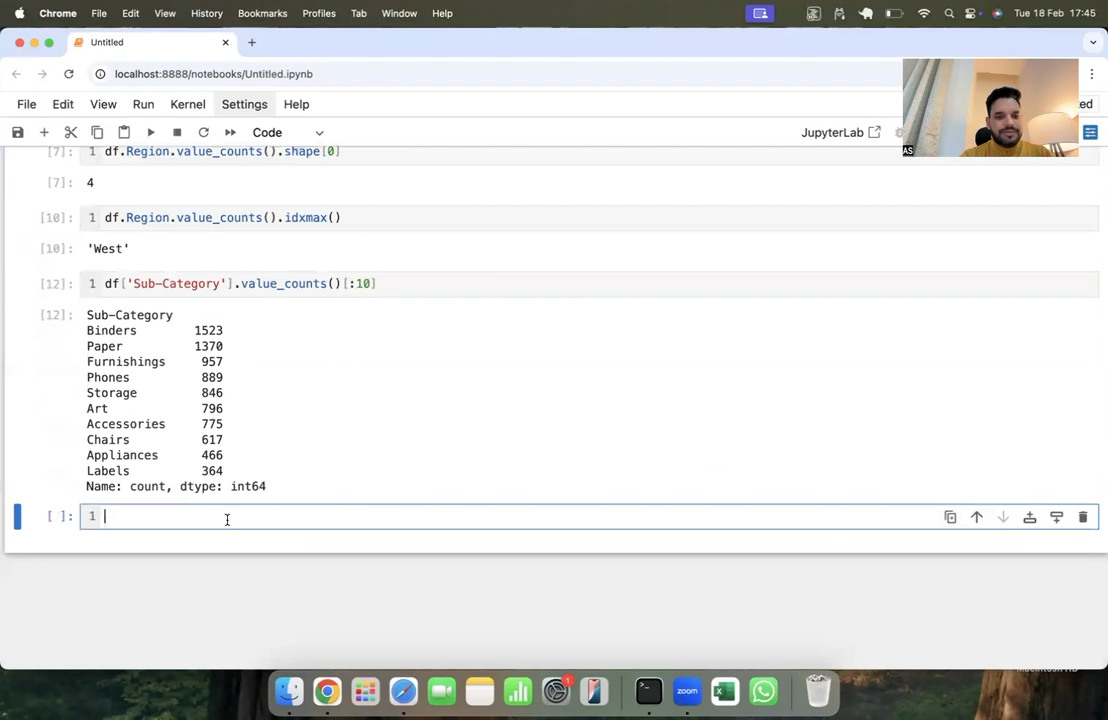 Chrome File Edit View History Bookmarks Profiles Tab Window Help Tue 18 Feb 17:45
Untitled
localhost:8888/notebooks/Untitled.ipynb
File Edit View Run Kernel Settings Help ed
Code JupyterLab
[7]: 1 df.Region.value_counts().shape[0]
[7]: 4
[10]: 1 df.Region.value_counts().idxmax()
[10]: 'West'
[12]: 1 df['Sub-Category'].value_counts()[:10]
[12]: Sub-Category
Binders 1523
Paper 1370
Furnishings 957
Phones 889
Storage 846
Art 796
Accessories 775
Chairs 617
Appliances 466
Labels 364
Name: count, dtype: int64
[ ]: 1
AS
1
zoom